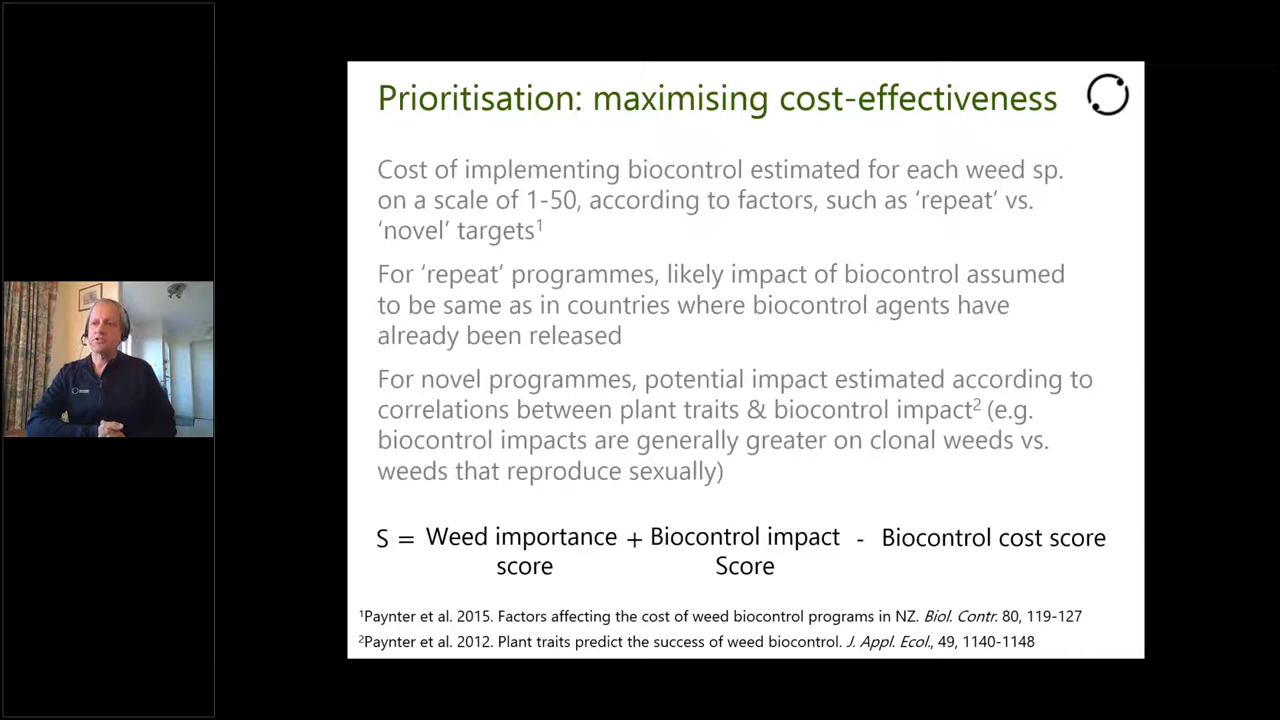 Prioritisation: maximising cost-effectiveness
Cost of implementing biocontrol estimated for each weed sp.
on a scale of 1-50, according to factors, such as ‘repeat’ vs.
‘novel’ targets¹
For ‘repeat’ programmes, likely impact of biocontrol assumed
to be same as in countries where biocontrol agents have
already been released
For novel programmes, potential impact estimated according to
correlations between plant traits & biocontrol impact² (e.g.
biocontrol impacts are generally greater on clonal weeds vs.
weeds that reproduce sexually)
S = Weed importance + Biocontrol impact - Biocontrol cost score
score Score
¹Paynter et al. 2015. Factors affecting the cost of weed biocontrol programs in NZ. Biol. Contr. 80, 119-127
²Paynter et al. 2012. Plant traits predict the success of weed biocontrol. J. Appl. Ecol., 49, 1140-1148